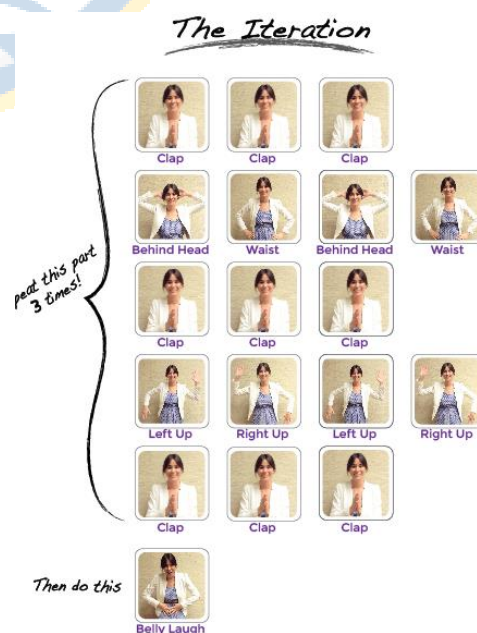 The Iteration
Clap Clap Clap
Behind Head Waist Behind Head Waist
peat this part
3 times!
Clap Clap Clap
Left Up Right Up Left Up Right Up
Clap Clap Clap
Then do this
Belly Laugh